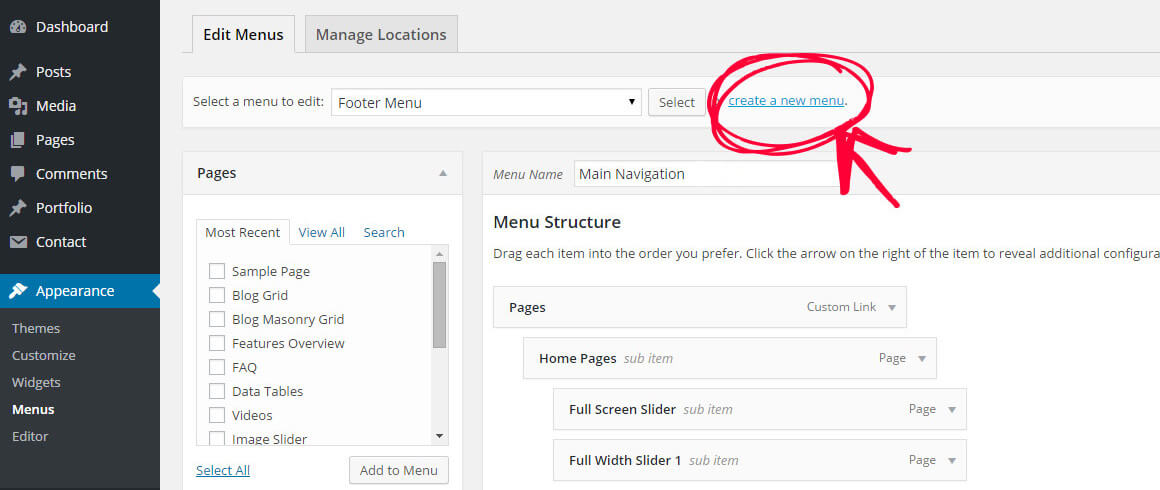 Dashboard
Posts
Media
Pages
Comments
Portfolio
Contact
Appearance
Themes
Customize
Widgets
Menus
Editor
Edit Menus
Manage Locations
Select a menu to edit: Footer Menu Select create a new menu.
Pages
Most Recent View All Search
Sample Page
Blog Grid
Blog Masonry Grid
Features Overview
FAQ
Data Tables
Videos
Image Slider
Select All Add to Menu
Menu Name Main Navigation
Menu Structure
Drag each item into the order you prefer. Click the arrow on the right of the item to reveal additional configura
Pages Custom Link
Home Pages sub item Page
Full Screen Slider sub item Page
Full Width Slider 1 sub item Page